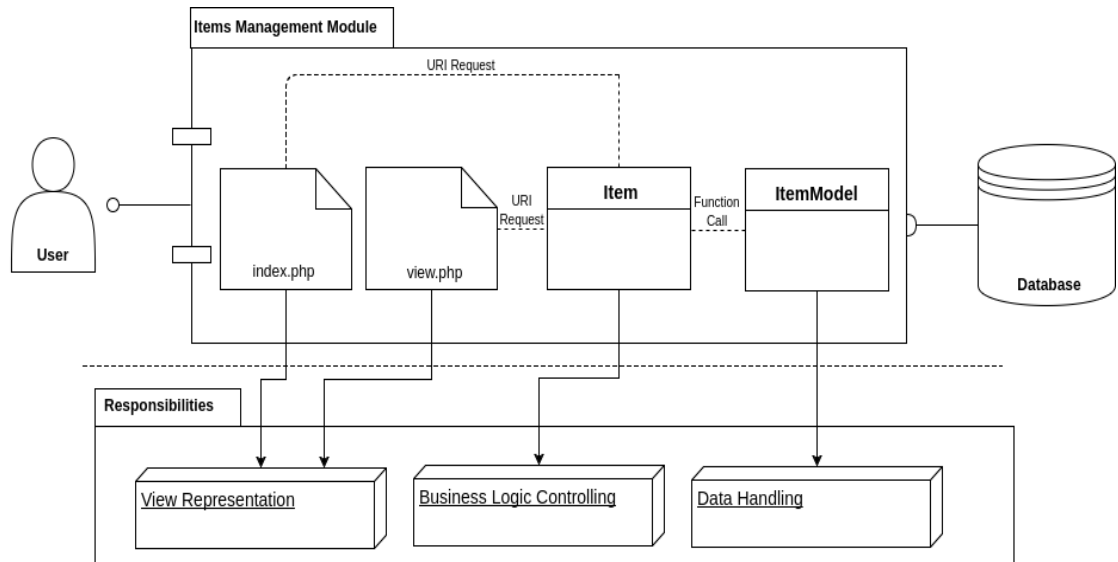 Items Management Module
URI Request
Item
ItemModel
URI
Request
Function
Call
User
index.php
view.php
Database
Responsibilities
View Representation
Business Logic Controlling
Data Handling